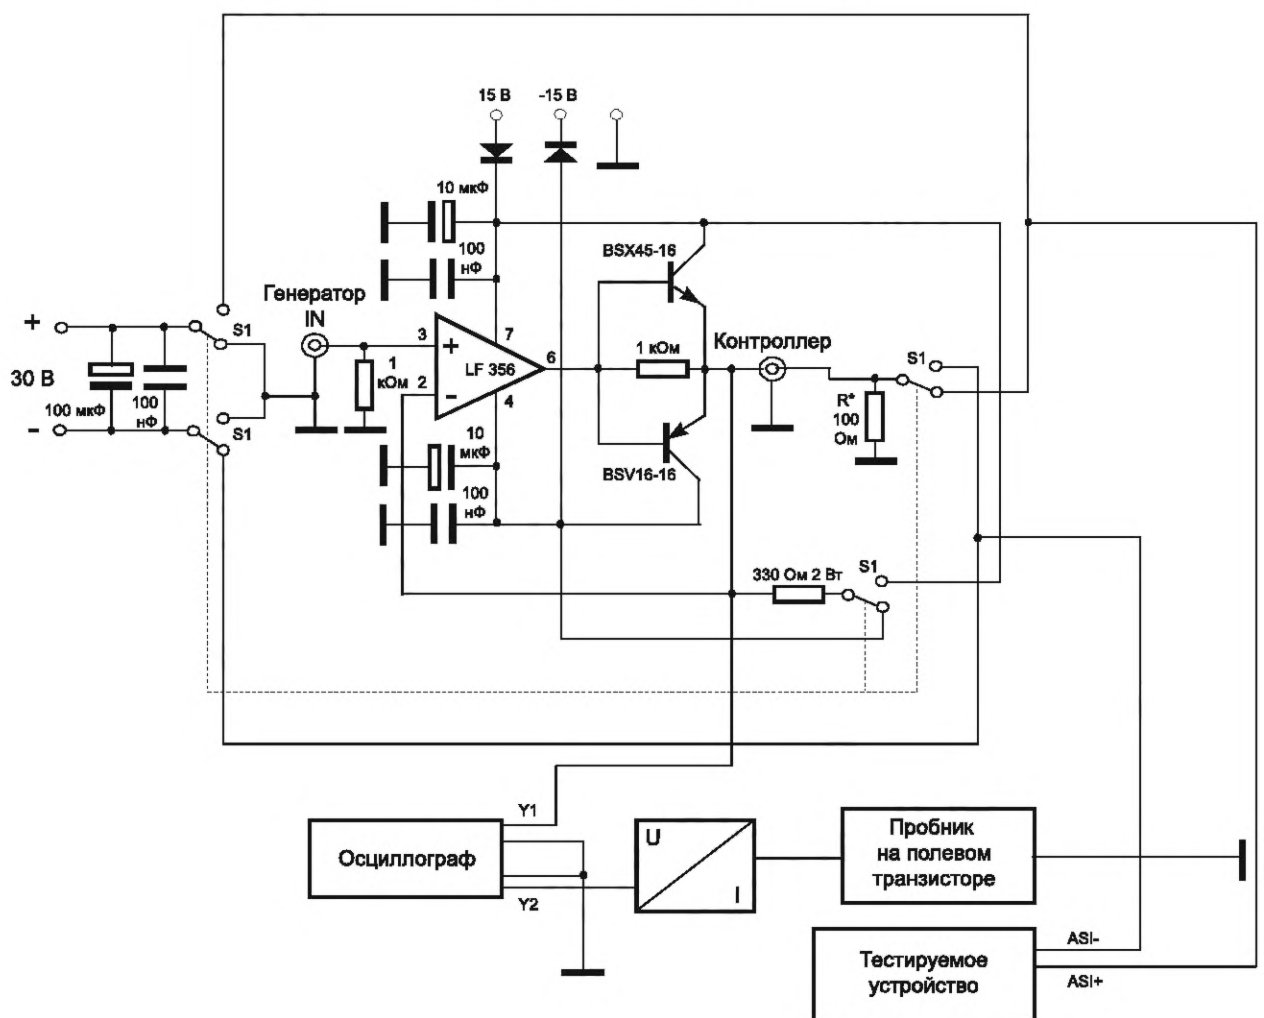 15 В
-15 В
10 мкФ
100
нФ
BSX45-16
Генератор
IN
+
S1
3
7
+
LF 356
6
1 кОм
Контроллер
S1
30 В
1
кОм
2
-
4
R*
100
Ом
-
100 мкФ
100
нФ
S1
10
мкФ
BSV16-16
100
нФ
330 Ом 2 Вт
S1
Y1
Осциллограф
Y2
U
I
Пробник
на полевом
транзисторе
ASI-
Тестируемое
устройство
ASI+